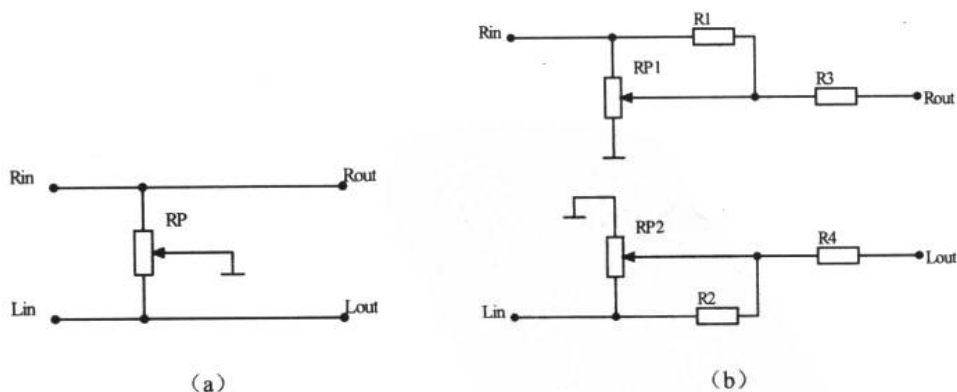 Rin
Rout
RP
Lin
Lout
(a)
Rin
R1
RP1
R3
Rout
RP2
R4
Lout
Lin
R2
(b)